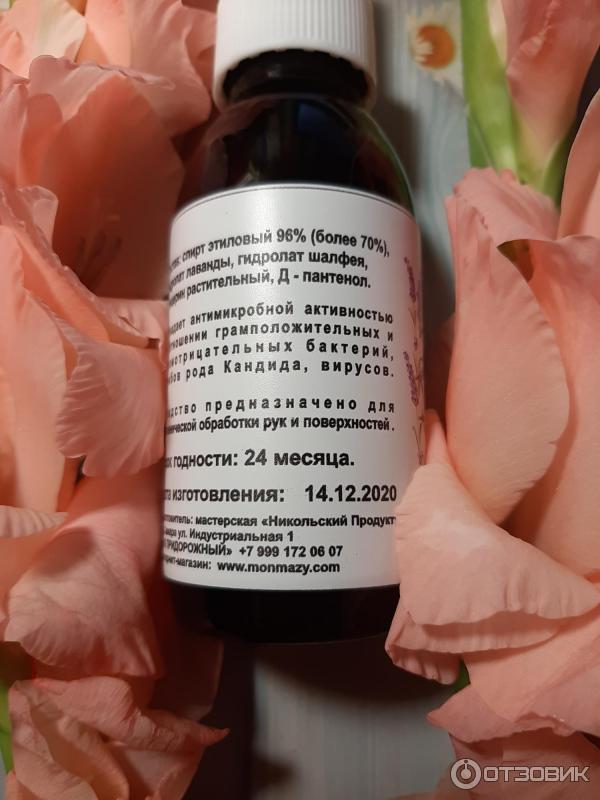 спирт этиловый 96% (более 70%),
лаванды, гидролат шалфея,
растительный, Д - пантенол.
антимикробной активностью
грамположительных и
бактерий,
рода Кандида, вирусов.
предназначено для
обработки рук и поверхностей.
годности: 24 месяца.
изготовления: 14.12.2020
мастерская «Никольский Продукт
ул. Индустриальная 1
ПРИДОРОЖНЫЙ» +7 999 172 06 07
www.monmazy.com
ОТЗОВИК